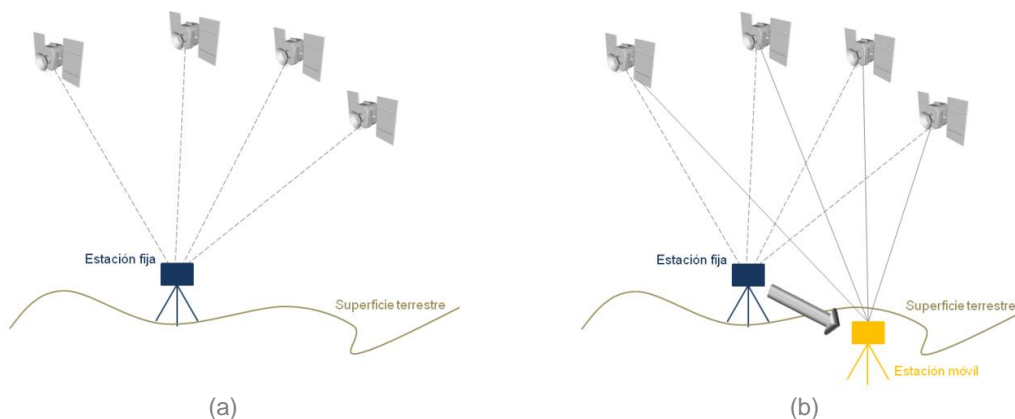 Estación fija
Superficie terrestre
(a)
Estación fija
Superficie terrestre
Estación móvil
(b)